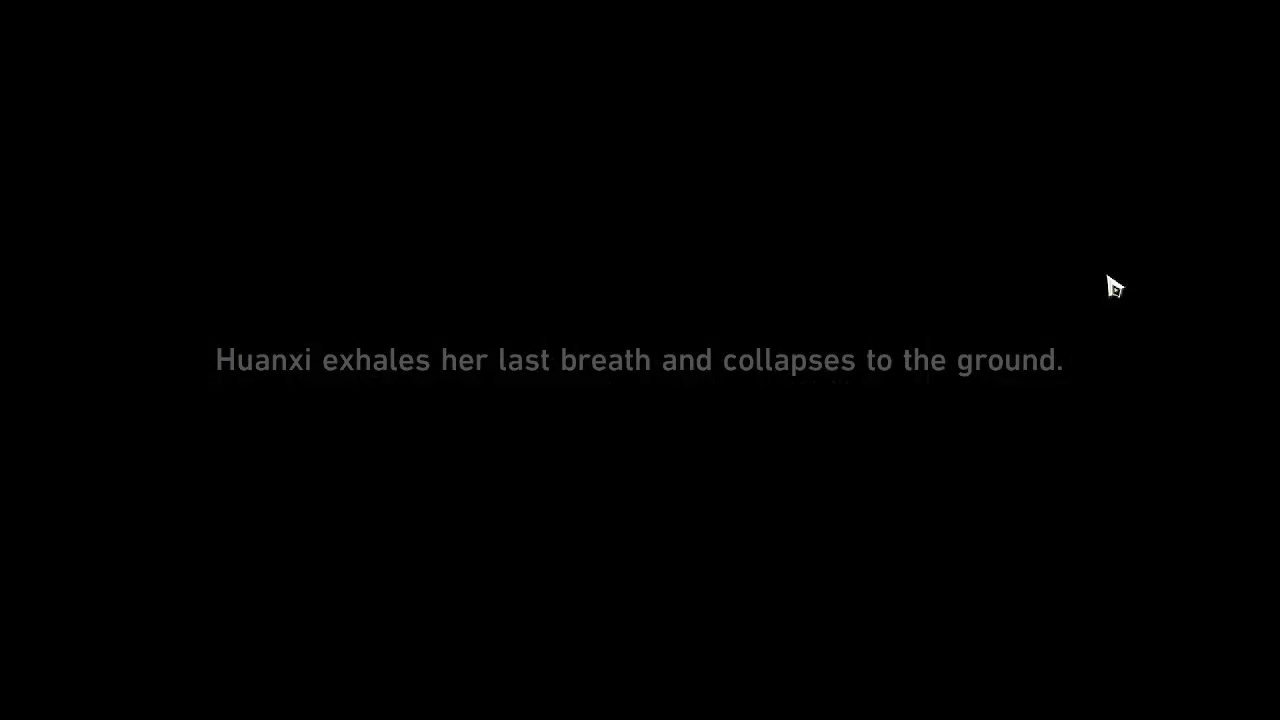 Huanxi exhales her last breath and collapses to the ground.